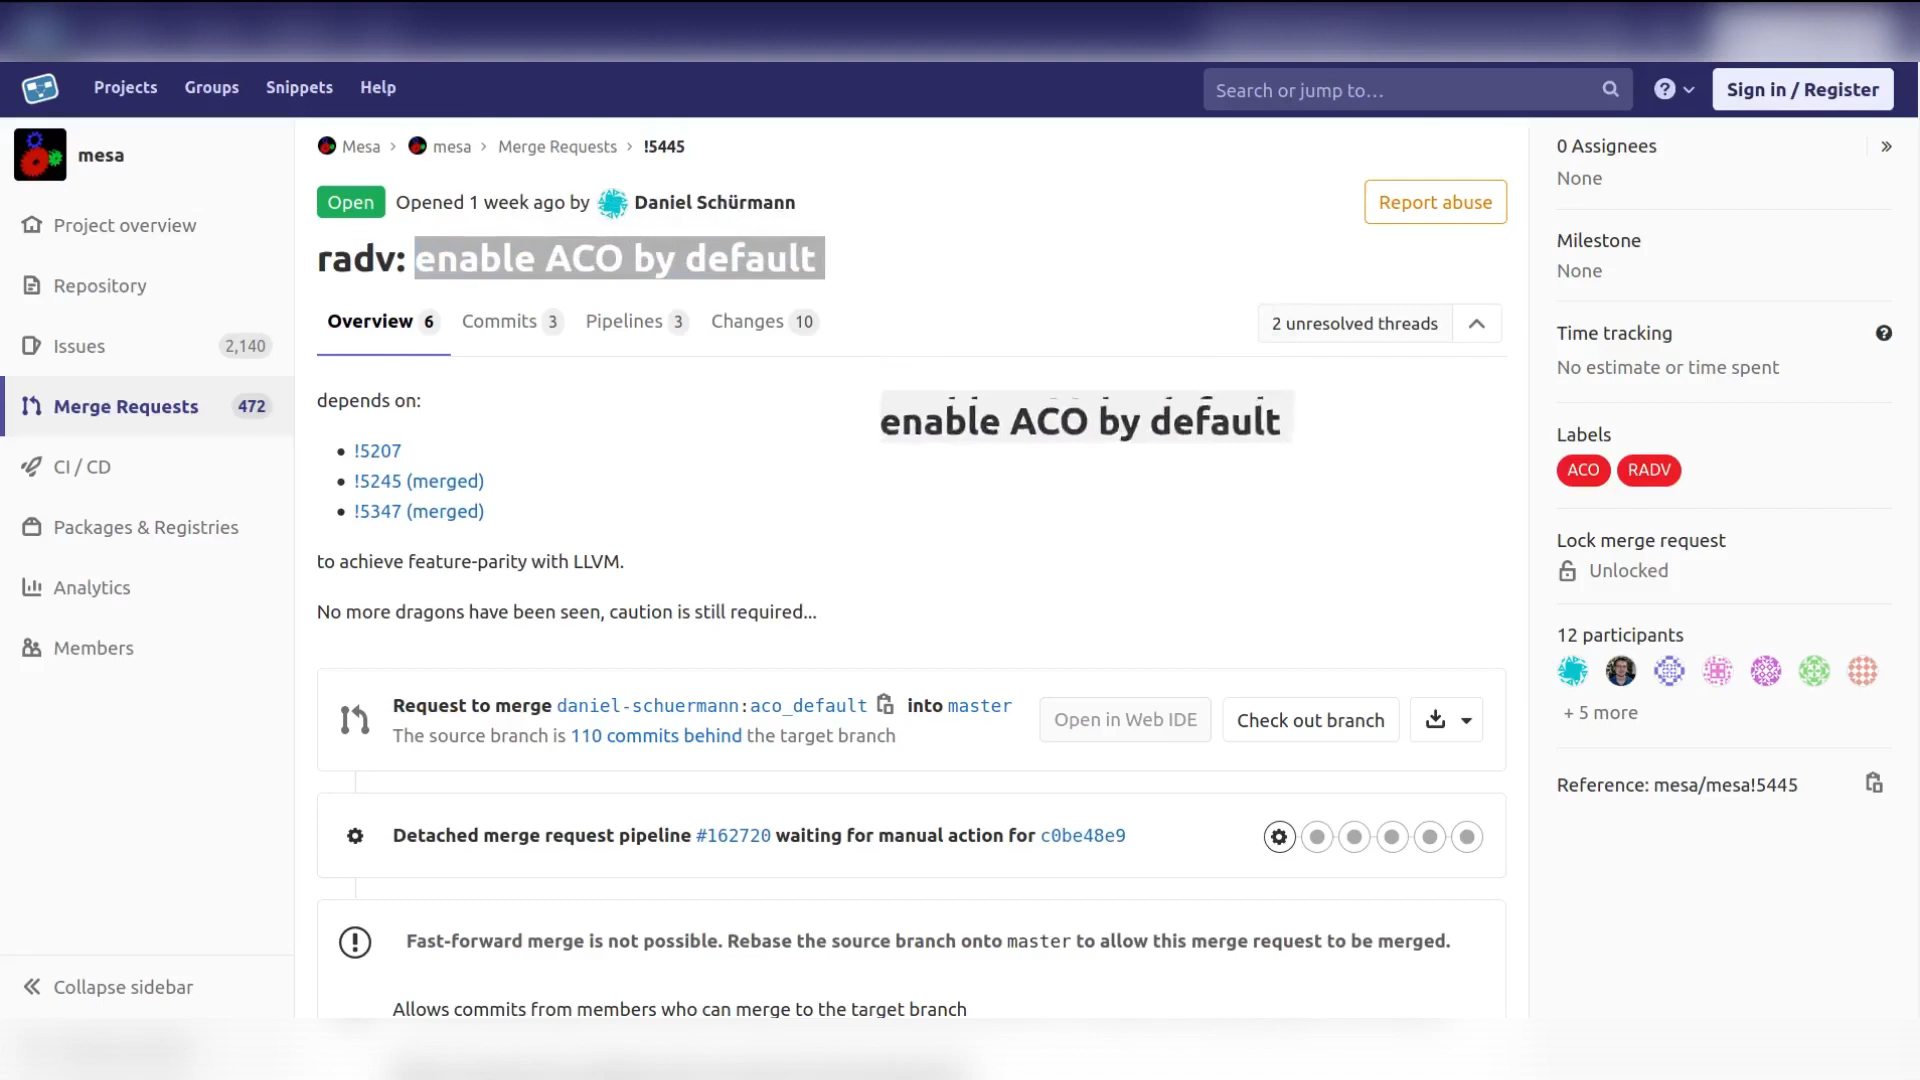 Projects Groups Snippets Help
Search or jump to…
Sign in / Register
mesa
Project overview
Repository
Issues 2,140
Merge Requests 472
CI / CD
Packages & Registries
Analytics
Members
Collapse sidebar
Mesa › mesa › Merge Requests › !5445
Open Opened 1 week ago by Daniel Schürmann
Report abuse
radv: enable ACO by default
Overview 6 Commits 3 Pipelines 3 Changes 10
2 unresolved threads
depends on:
enable ACO by default
• !5207
• !5245 (merged)
• !5347 (merged)
to achieve feature-parity with LLVM.
No more dragons have been seen, caution is still required...
Request to merge daniel-schuermann:aco_default into master
The source branch is 110 commits behind the target branch
Open in Web IDE
Check out branch
Detached merge request pipeline #162720 waiting for manual action for c0be48e9
Fast-forward merge is not possible. Rebase the source branch onto master to allow this merge request to be merged.
Allows commits from members who can merge to the target branch
0 Assignees
None
Milestone
None
Time tracking
No estimate or time spent
Labels
ACO RADV
Lock merge request
Unlocked
12 participants
+ 5 more
Reference: mesa/mesa!5445